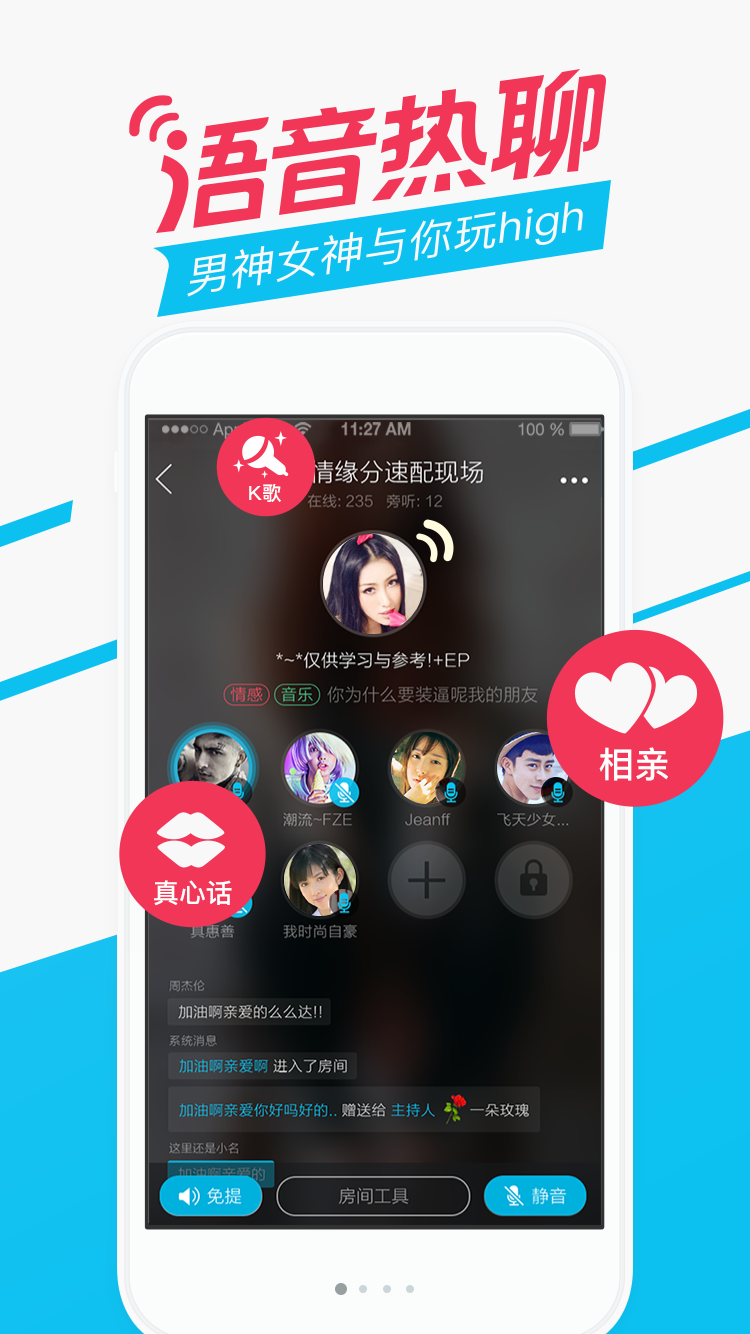 语音热聊
男神女神与你玩high
11:27 AM
100 %
K歌
情缘分速配现场
在线: 235 旁听: 12
*~*仅供学习与参考!+EP
情感 音乐 你为什么要装逼呢我的朋友
相亲
潮流~FZE
Jeanff
飞天少女...
真心话
真惠善
我时尚自豪
周杰伦
加油啊亲爱的么么达!!
系统消息
加油啊亲爱啊 进入了房间
加油啊亲爱你好吗好的.. 赠送给 主持人 一朵玫瑰
这里还是小名
加油啊亲爱的
免提
房间工具
静音